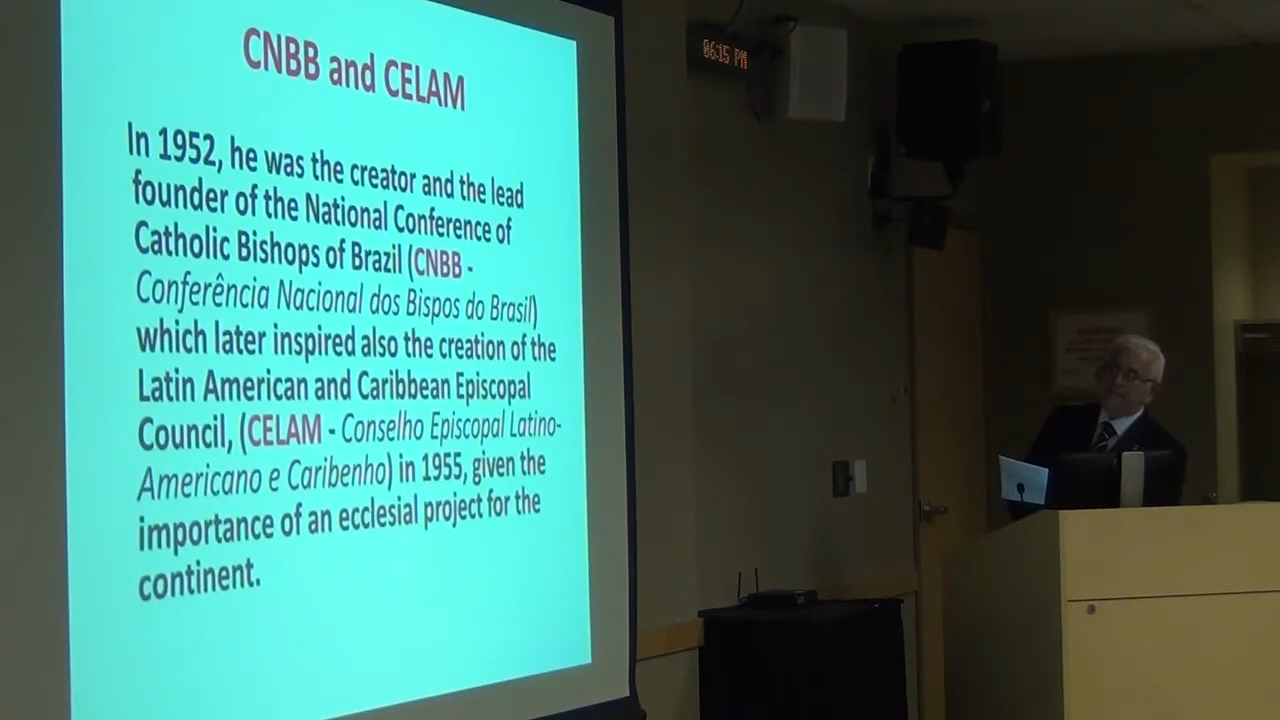 CNBB and CELAM
In 1952, he was the creator and the lead
founder of the National Conference of
Catholic Bishops of Brazil (CNBB -
Conferência Nacional dos Bispos do Brasil)
which later inspired also the creation of the
Latin American and Caribbean Episcopal
Council, (CELAM - Conselho Episcopal Latino-
Americano e Caribenho) in 1955, given the
importance of an ecclesial project for the
continent.
06:15 PM